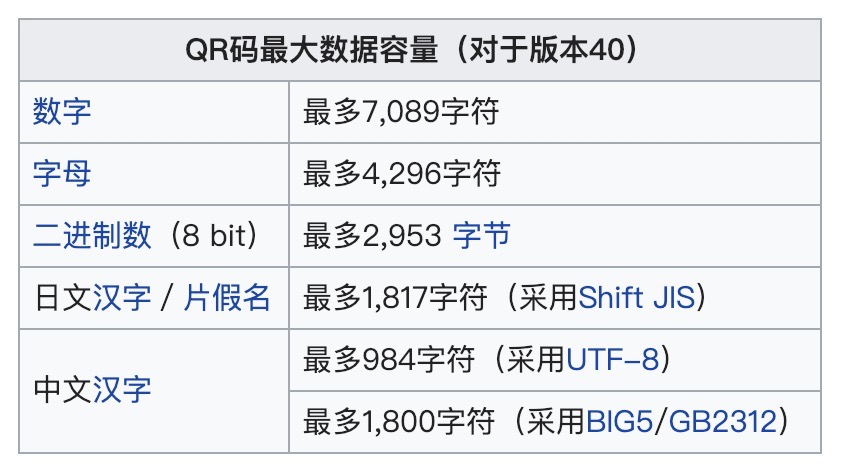 QR码最大数据容量（对于版本40）
数字 最多7,089字符
字母 最多4,296字符
二进制数（8 bit） 最多2,953 字节
日文汉字 / 片假名 最多1,817字符（采用Shift JIS）
中文汉字 最多984字符（采用UTF–8）
最多1,800字符（采用BIG5/GB2312）